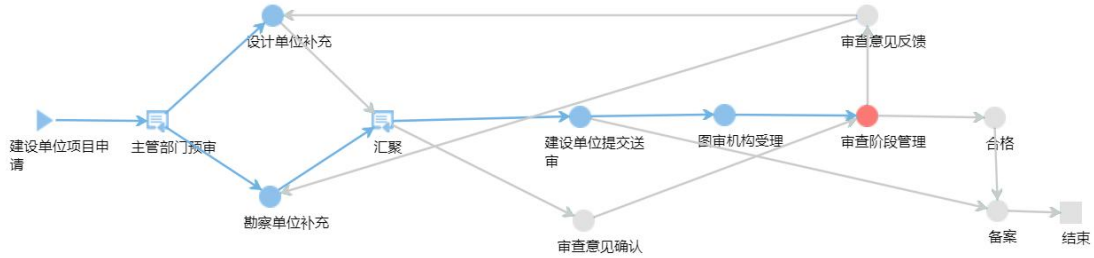 设计单位补充
审查意见反馈
建设单位项目申
请
主管部门预审
汇聚
建设单位提交送
审
图审机构受理
审查阶段管理
合格
勘察单位补充
审查意见确认
备案
结束